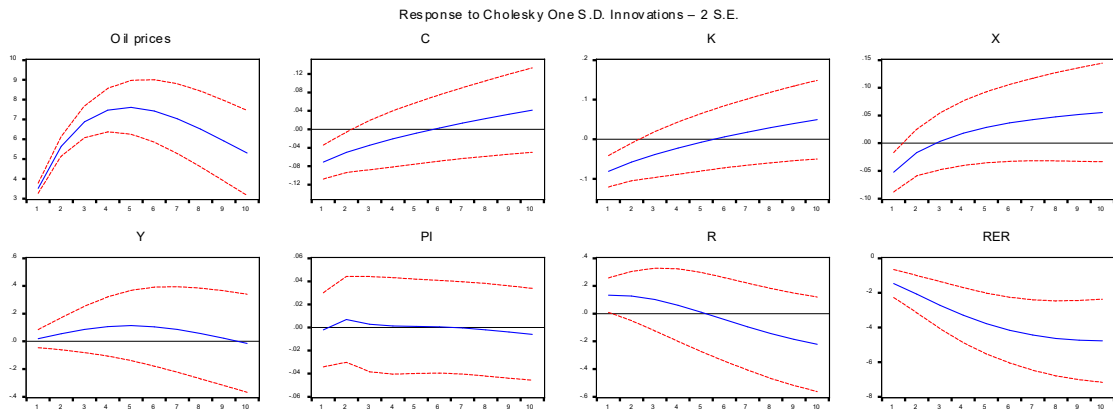 Response to Cholesky One S.D. Innovations – 2 S.E.
Oil prices
C
K
X
10
9
8
7
6
5
4
3
1 2 3 4 5 6 7 8 9 10
.12
.08
.04
.00
-.04
-.08
-.12
1 2 3 4 5 6 7 8 9 10
.2
.1
.0
-.1
1 2 3 4 5 6 7 8 9 10
.15
.10
.05
.00
-.05
-.10
1 2 3 4 5 6 7 8 9 10
Y
PI
R
RER
.6
.4
.2
.0
-.2
-.4
1 2 3 4 5 6 7 8 9 10
.06
.04
.02
.00
-.02
-.04
-.06
1 2 3 4 5 6 7 8 9 10
.4
.2
.0
-.2
-.4
-.6
1 2 3 4 5 6 7 8 9 10
0
-2
-4
-6
-8
1 2 3 4 5 6 7 8 9 10